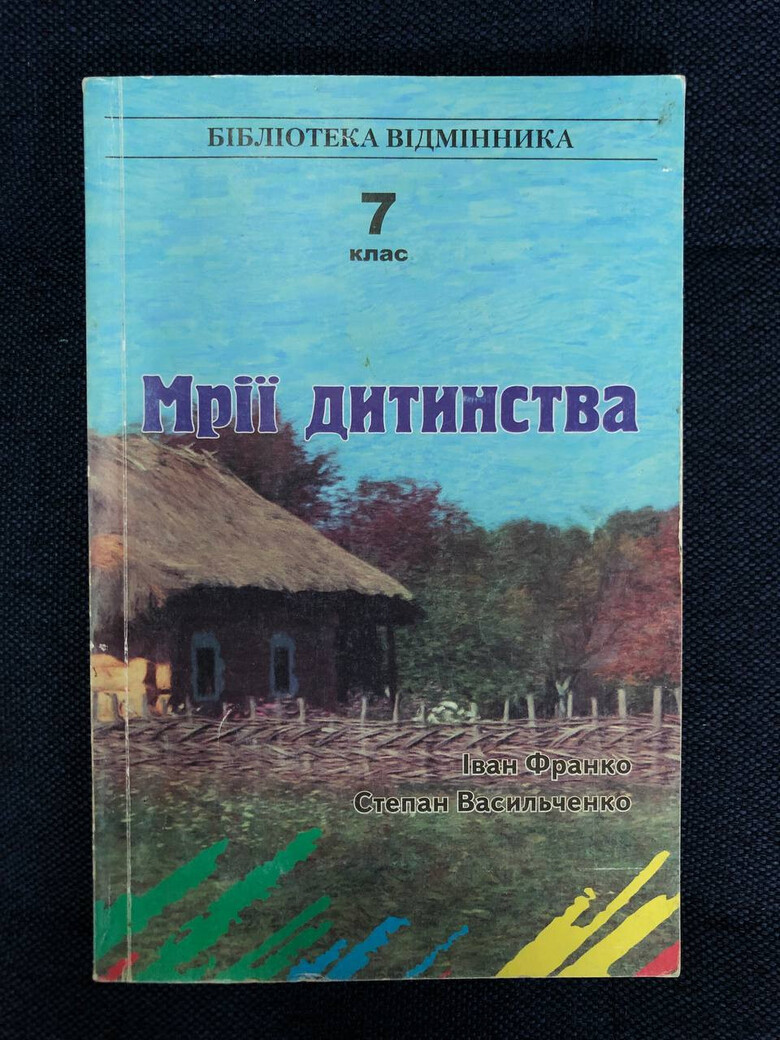 БІБЛІОТЕКА ВІДМІННИКА
7
клас
Мрії дитинства
Іван Франко
Степан Васильченко